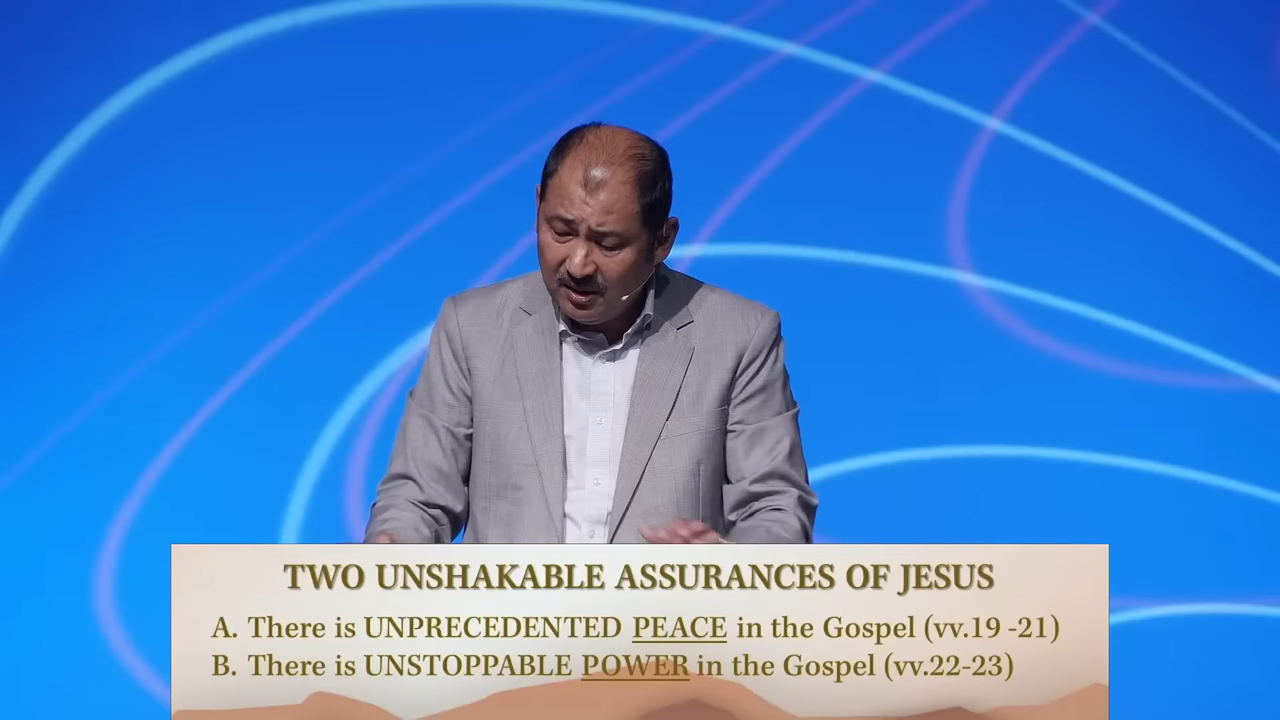 TWO UNSHAKABLE ASSURANCES OF JESUS
A. There is UNPRECEDENTED PEACE in the Gospel (vv.19 -21)
B. There is UNSTOPPABLE POWER in the Gospel (vv.22-23)